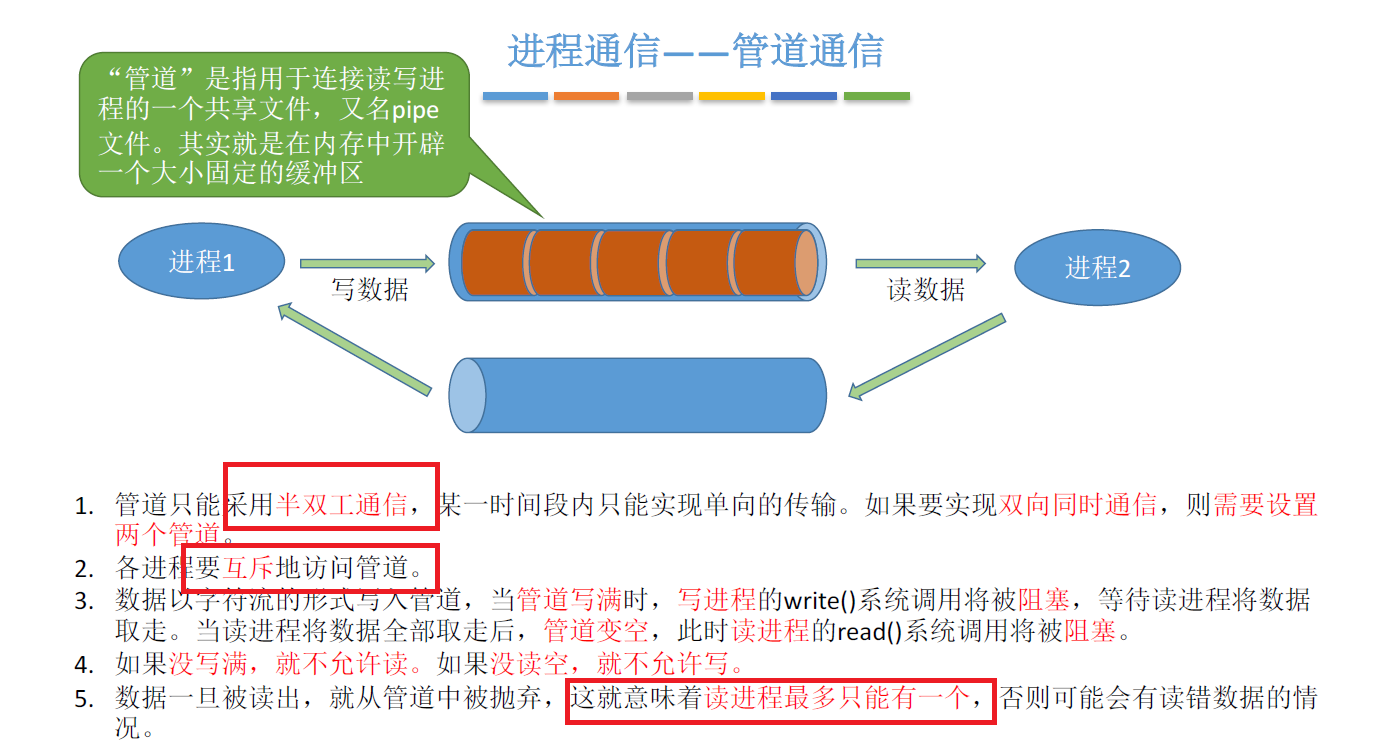 进程通信——管道通信
“管道”是指用于连接读写进
程的一个共享文件，又名pipe
文件。其实就是在内存中开辟
一个大小固定的缓冲区
进程1
写数据
读数据
进程2
1. 管道只能采用半双工通信，某一时间段内只能实现单向的传输。如果要实现双向同时通信，则需要设置
两个管道。
2. 各进程要互斥地访问管道。
3. 数据以字符流的形式写入管道，当管道写满时，写进程的write()系统调用将被阻塞，等待读进程将数据
取走。当读进程将数据全部取走后，管道变空，此时读进程的read()系统调用将被阻塞。
4. 如果没写满，就不允许读。如果没读空，就不允许写。
5. 数据一旦被读出，就从管道中被抛弃，这就意味着读进程最多只能有一个，否则可能会有读错数据的情
况。